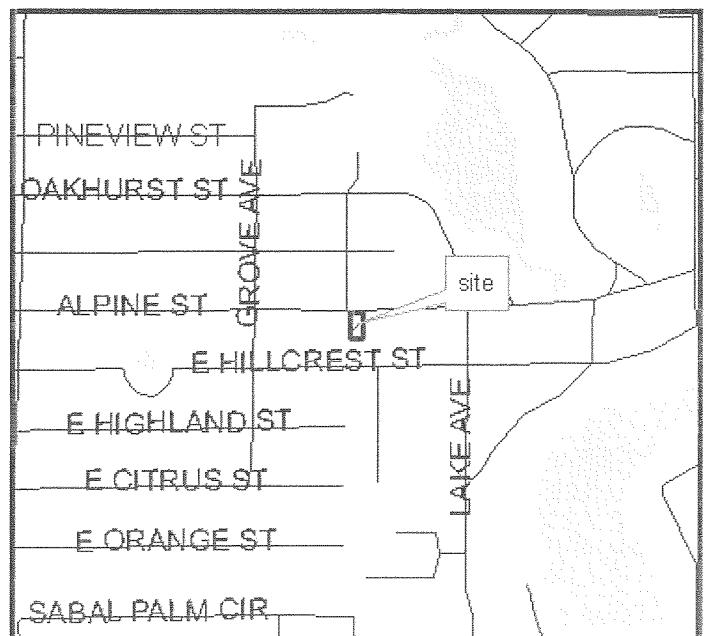 PINEVIEW ST
OAKHURST ST
GROVE AVE
site
ALPINE ST
E HILLCREST ST
E HIGHLAND ST
LAKE AVE
E CITRUS ST
E ORANGE ST
SABAL PALM CIR